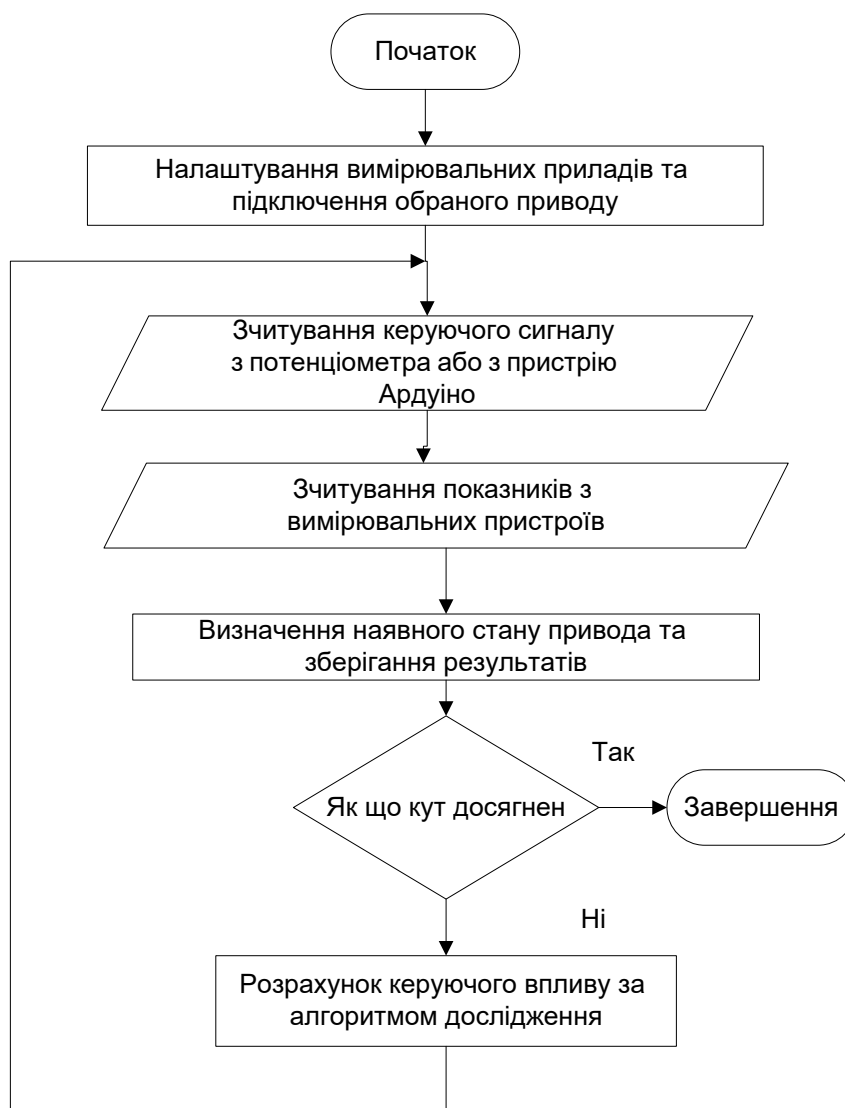 Початок
Налаштування вимірювальних приладів та
підключення обраного приводу
Зчитування керуючого сигналу
з потенціометра або з пристрію
Ардуіно
Зчитування показників з
вимірювальних пристроїв
Визначення наявного стану привода та
зберігання результатів
Так
Як що кут досягнен
Завершення
Ні
Розрахунок керуючого впливу за
алгоритмом дослідження